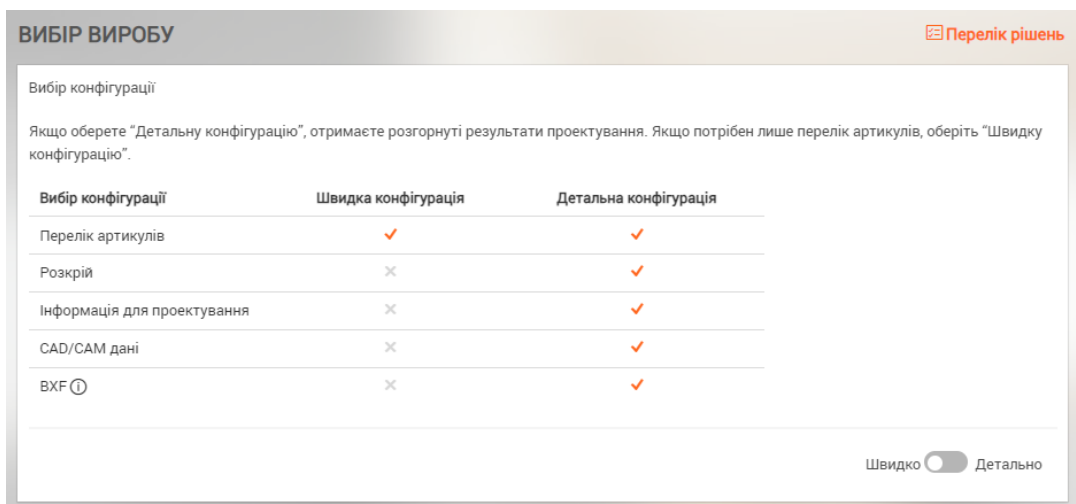 ВИБІР ВИРОБУ
Перелік рішень
Вибір конфігурації
Якщо оберете “Детальну конфігурацію”, отримаєте розгорнуті результати проектування. Якщо потрібен лише перелік артикулів, оберіть “Швидку
конфігурацію”.
Вибір конфігурації Швидка конфігурація Детальна конфігурація
Перелік артикулів
Розкрій
Інформація для проектування
CAD/CAM дані
BXF
Швидко Детально